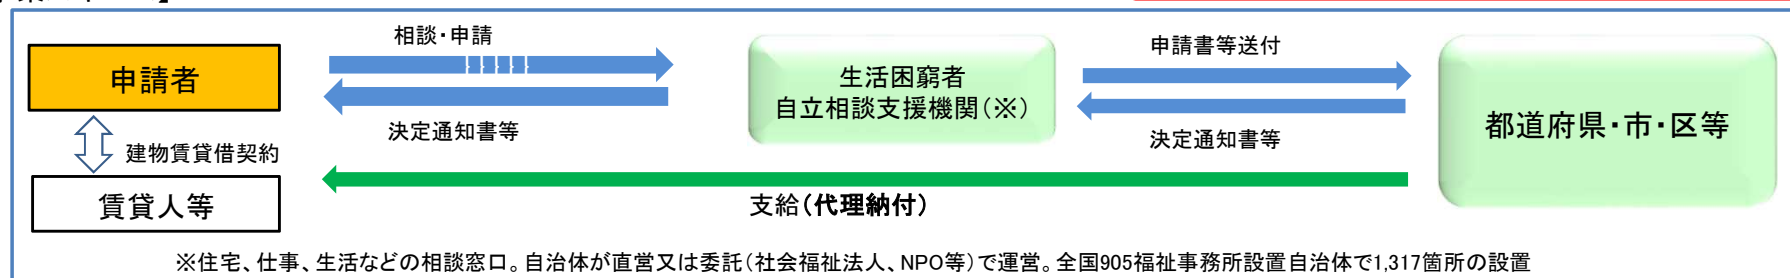 申請者
建物賃貸借契約
賃貸人等
相談・申請
決定通知書等
生活困窮者
自立相談支援機関(※)
申請書等送付
決定通知書等
都道府県・市・区等
支給(代理納付)
※住宅、仕事、生活などの相談窓口。自治体が直営又は委託(社会福祉法人、NPO等)で運営。全国905福祉事務所設置自治体で1,317箇所の設置